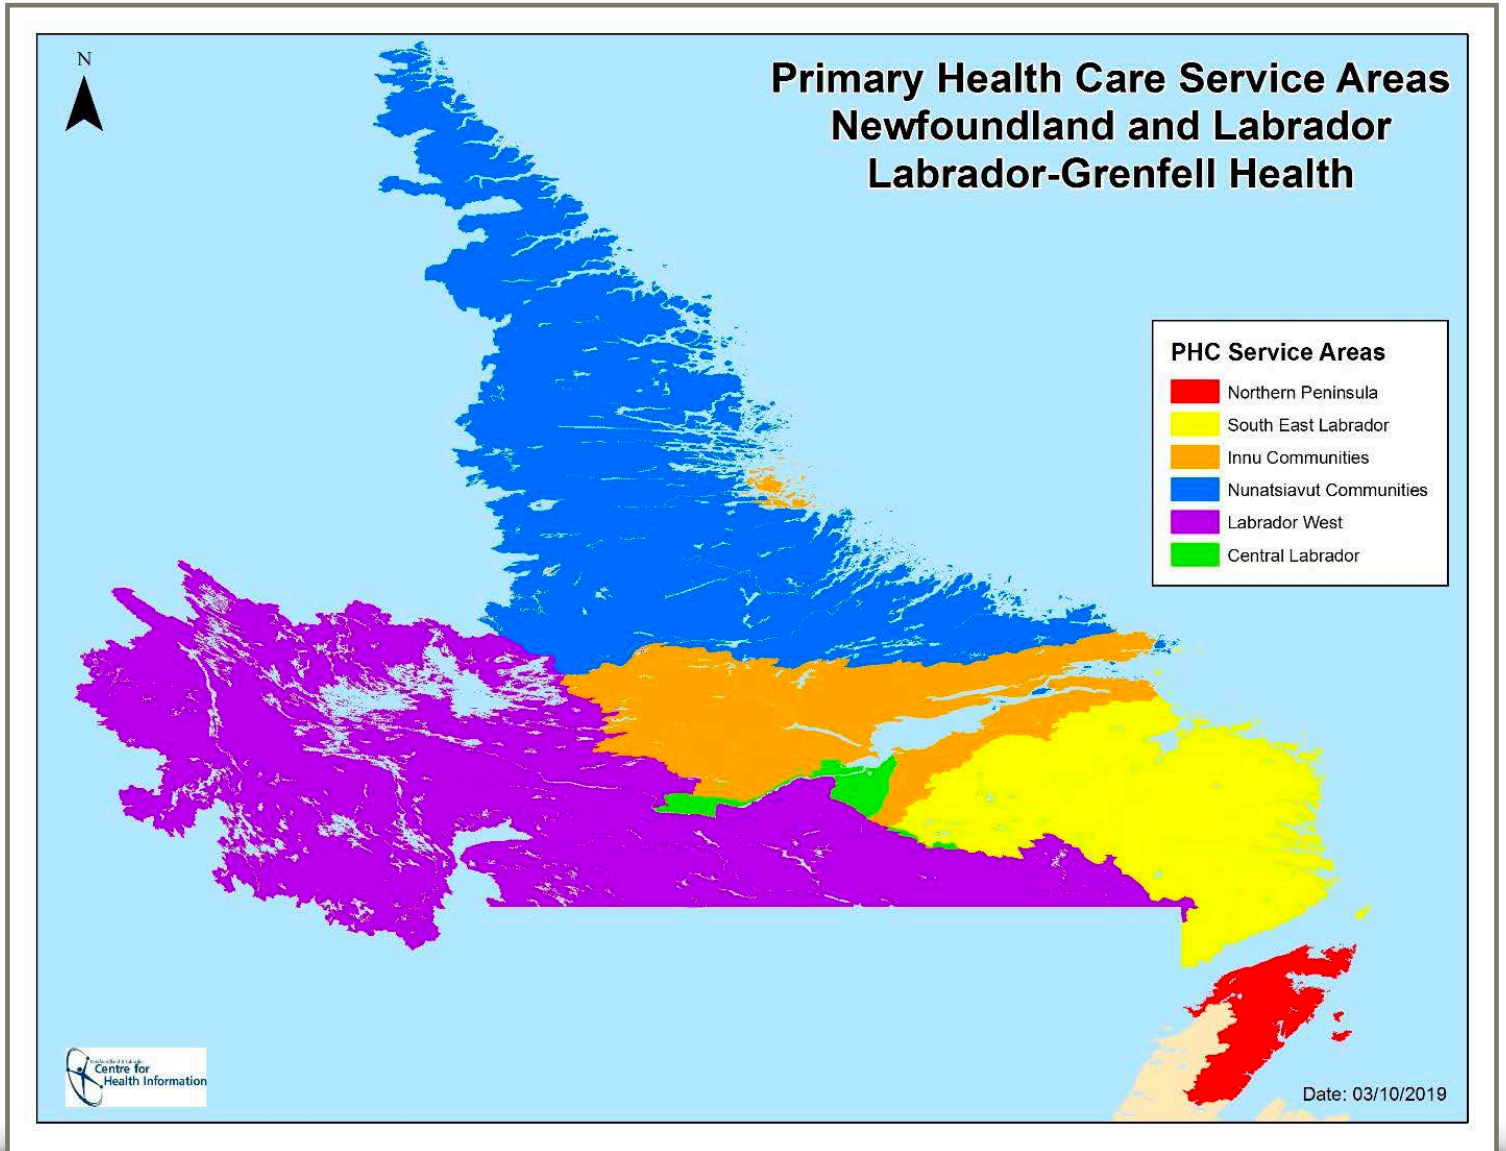 N
Primary Health Care Service Areas
Newfoundland and Labrador
Labrador-Grenfell Health
PHC Service Areas
Northern Peninsula
South East Labrador
Innu Communities
Nunatsiavut Communities
Labrador West
Central Labrador
Centre for
Health Information
Date: 03/10/2019